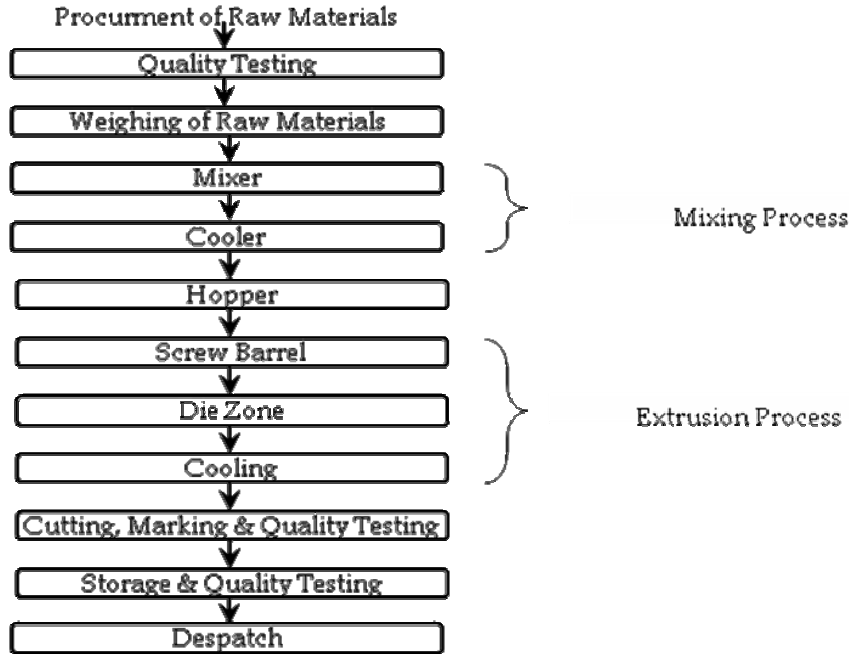 Procurment of Raw Materials
Quality Testing
Weighing of Raw Materials
Mixer
Cooler
Mixing Process
Hopper
Screw Barrel
Die Zone
Extrusion Process
Cooling
Cutting, Marking & Quality Testing
Storage & Quality Testing
Despatch